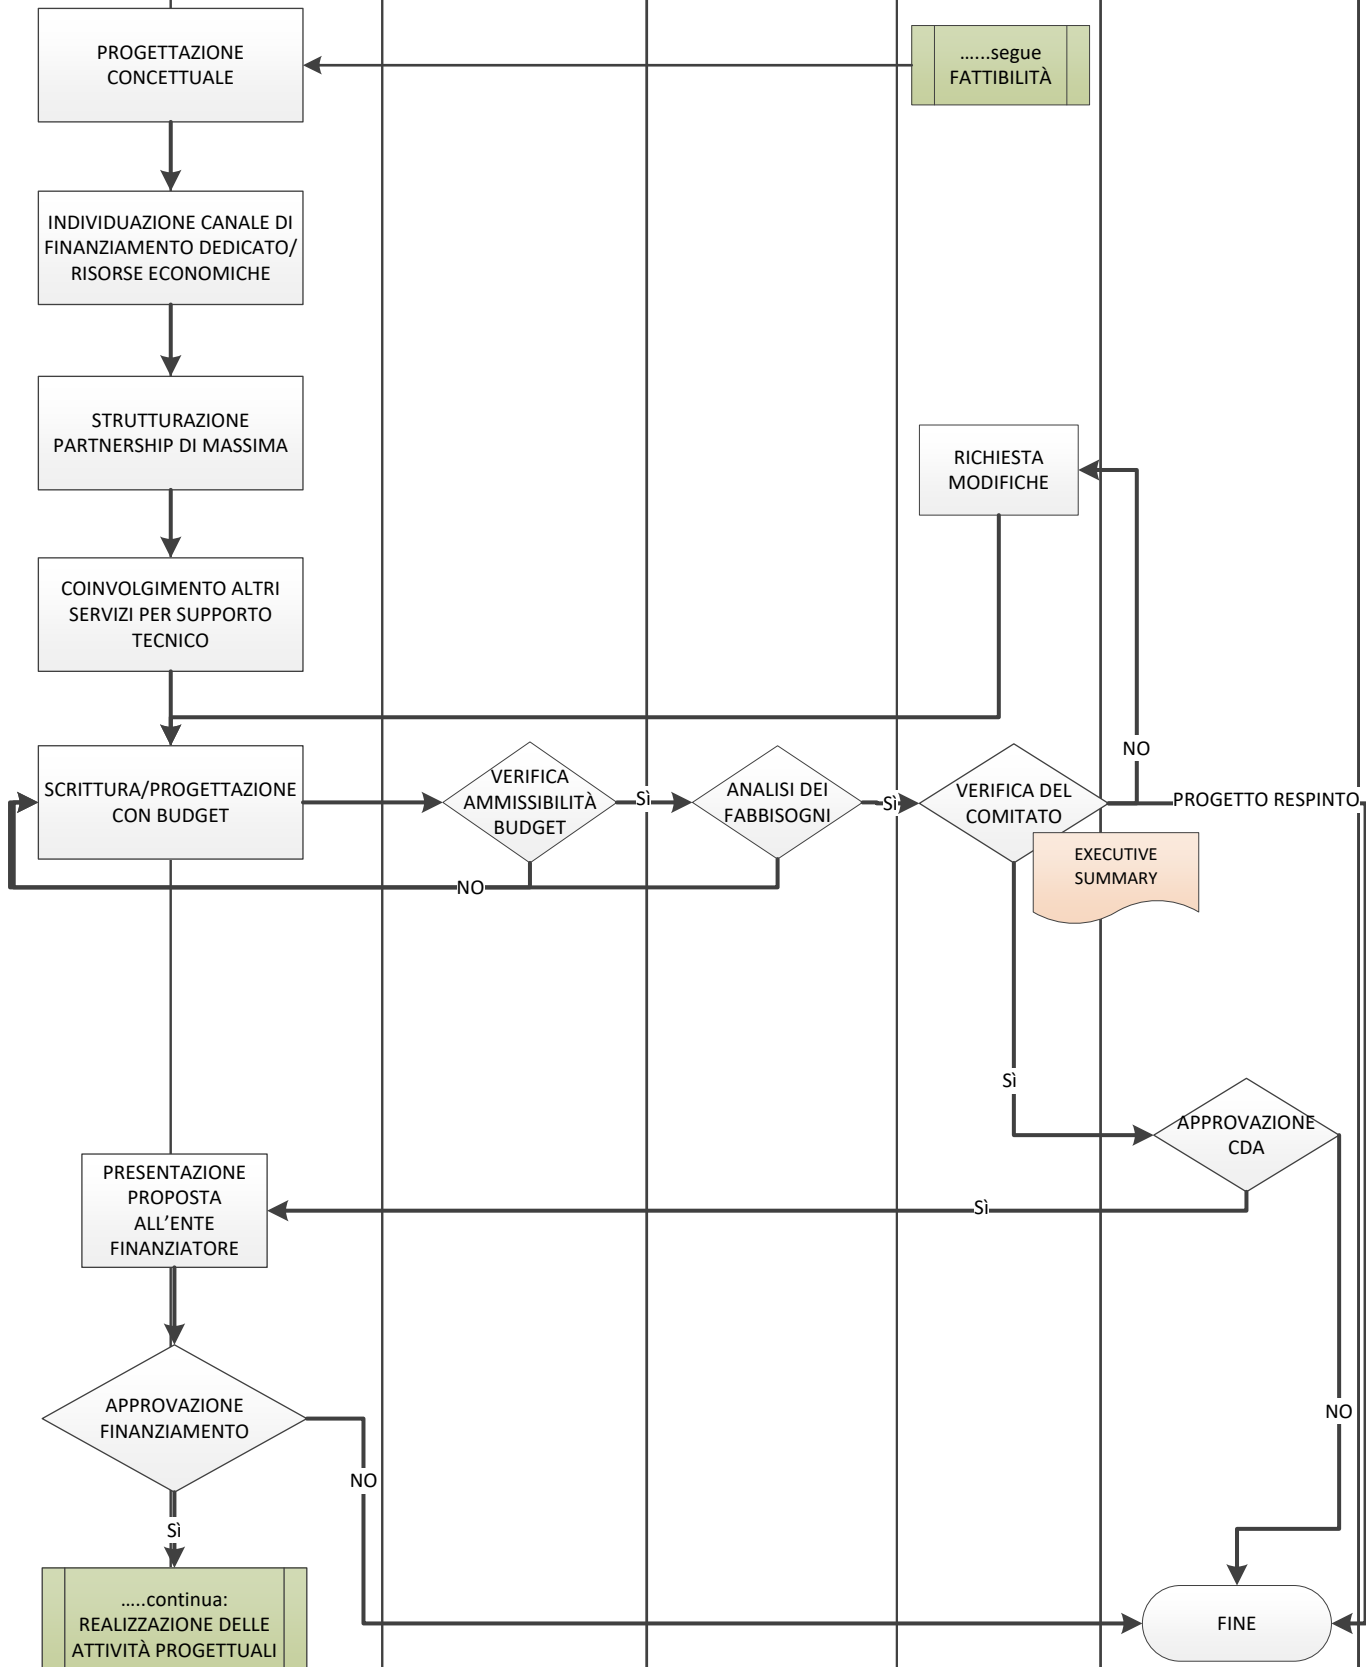 PROGETTAZIONE
CONCETTUALE
......segue
FATTIBILITÀ
INDIVIDUAZIONE CANALE DI
FINANZIAMENTO DEDICATO/
RISORSE ECONOMICHE
STRUTTURAZIONE
PARTNERSHIP DI MASSIMA
RICHIESTA
MODIFICHE
COINVOLGIMENTO ALTRI
SERVIZI PER SUPPORTO
TECNICO
NO
SCRITTURA/PROGETTAZIONE
CON BUDGET
VERIFICA
AMMISSIBILITÀ
BUDGET
Sì
ANALISI DEI
FABBISOGNI
Sì
VERIFICA DEL
COMITATO
PROGETTO RESPINTO
EXECUTIVE
SUMMARY
NO
Sì
APPROVAZIONE
CDA
PRESENTAZIONE
PROPOSTA
ALL’ENTE
FINANZIATORE
Sì
APPROVAZIONE
FINANZIAMENTO
NO
NO
Sì
.....continua:
REALIZZAZIONE DELLE
ATTIVITÀ PROGETTUALI
FINE